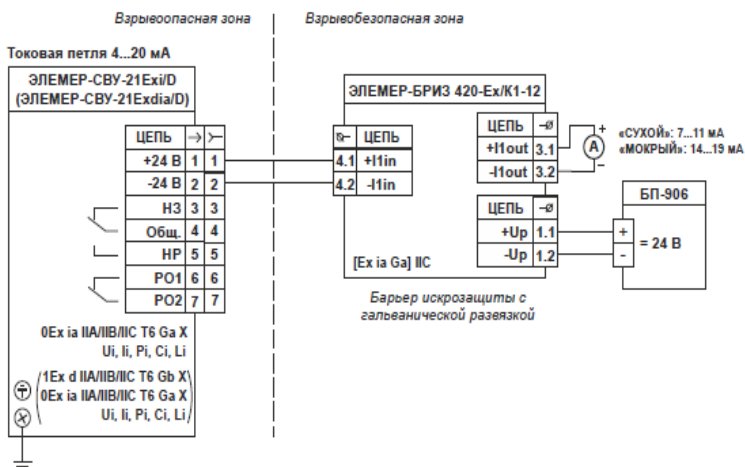 Взрывоопасная зона
Взрывобезопасная зона
Токовая петля 4...20 мА
ЭЛЕМЕР-СВУ-21Exi/D
(ЭЛЕМЕР-СВУ-21Exdia/D)
ЦЕПЬ
+24 В 1 1
-24 В 2 2
НЗ 3 3
Общ. 4 4
НР 5 5
РО1 6 6
РО2 7 7
0Ex ia IIA/IIB/IIC T6 Ga X
Ui, Ii, Pi, Ci, Li
(1Ex d IIA/IIB/IIC T6 Gb X)
0Ex ia IIA/IIB/IIC T6 Ga X
Ui, Ii, Pi, Ci, Li
ЭЛЕМЕР-БРИЗ 420-Ex/К1-12
ЦЕПЬ
4.1 +I1in
4.2 -I1in
ЦЕПЬ
+I1out 3.1
-I1out 3.2
ЦЕПЬ
+Up 1.1
-Up 1.2
[Ex ia Ga] IIC
Барьер искрозащиты с
гальванической развязкой
+
A
−
«СУХОЙ»: 7...11 мА
«МОКРЫЙ»: 14...19 мА
БП-906
+
= 24 В
-